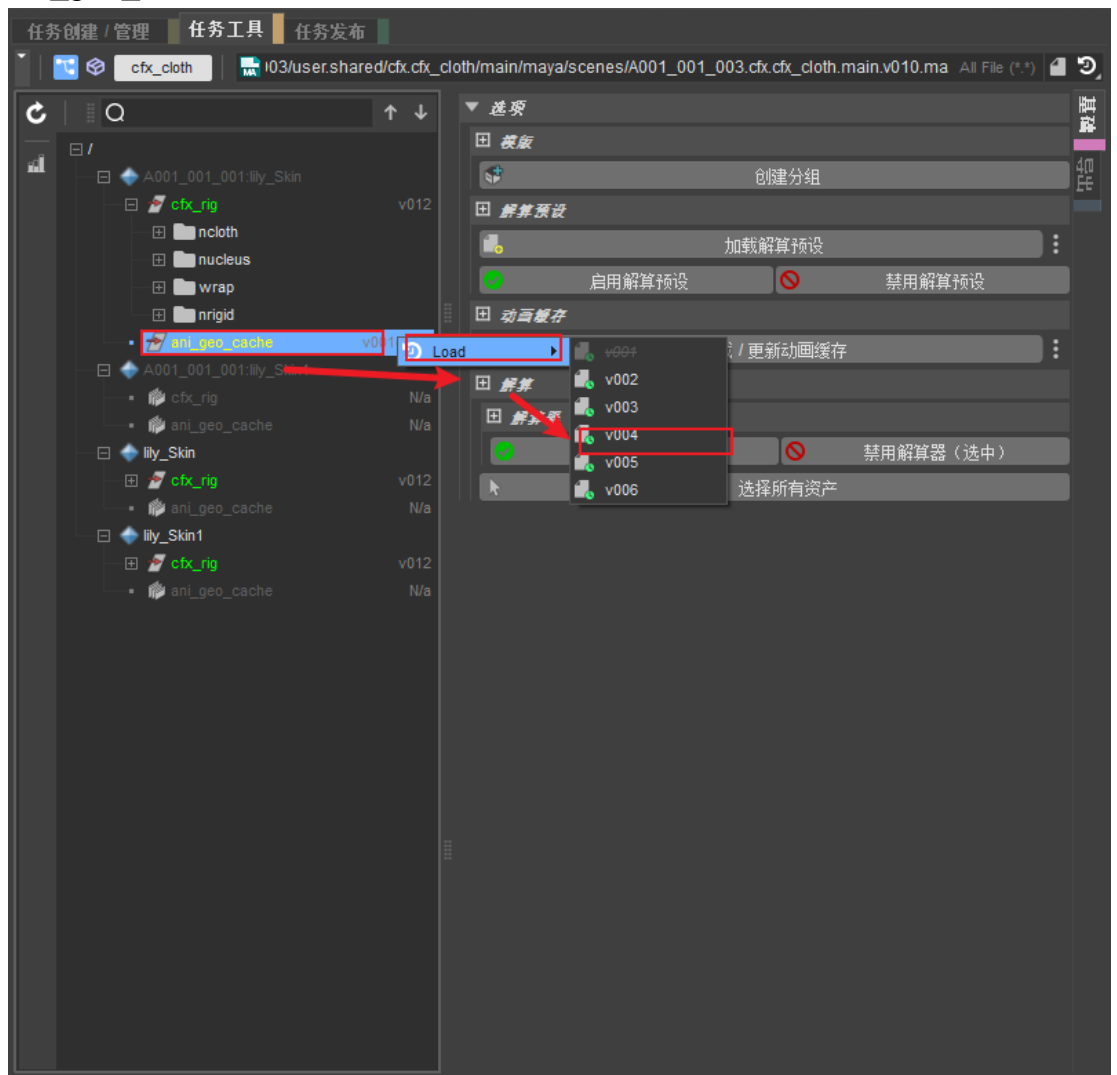 任务创建 / 管理
任务工具
任务发布
cfx_cloth
003/user.shared/cfx.cfx_cloth/main/maya/scenes/A001_001_003.cfx.cfx_cloth.main.v010.ma
All File (*.*)
/
A001_001_001:lily_Skin
cfx_rig v012
ncloth
nucleus
wrap
nrigid
ani_geo_cache v001
A001_001_001:lily_Skin1
cfx_rig N/a
ani_geo_cache N/a
lily_Skin
cfx_rig v012
ani_geo_cache N/a
lily_Skin1
cfx_rig v012
ani_geo_cache N/a
选项
模版
创建分组
解算预设
加载解算预设
启用解算预设
禁用解算预设
动画缓存
/ 更新动画缓存
解算
解算
禁用解算器（选中）
选择所有资产
Load
v001
v002
v003
v004
v005
v006
基础